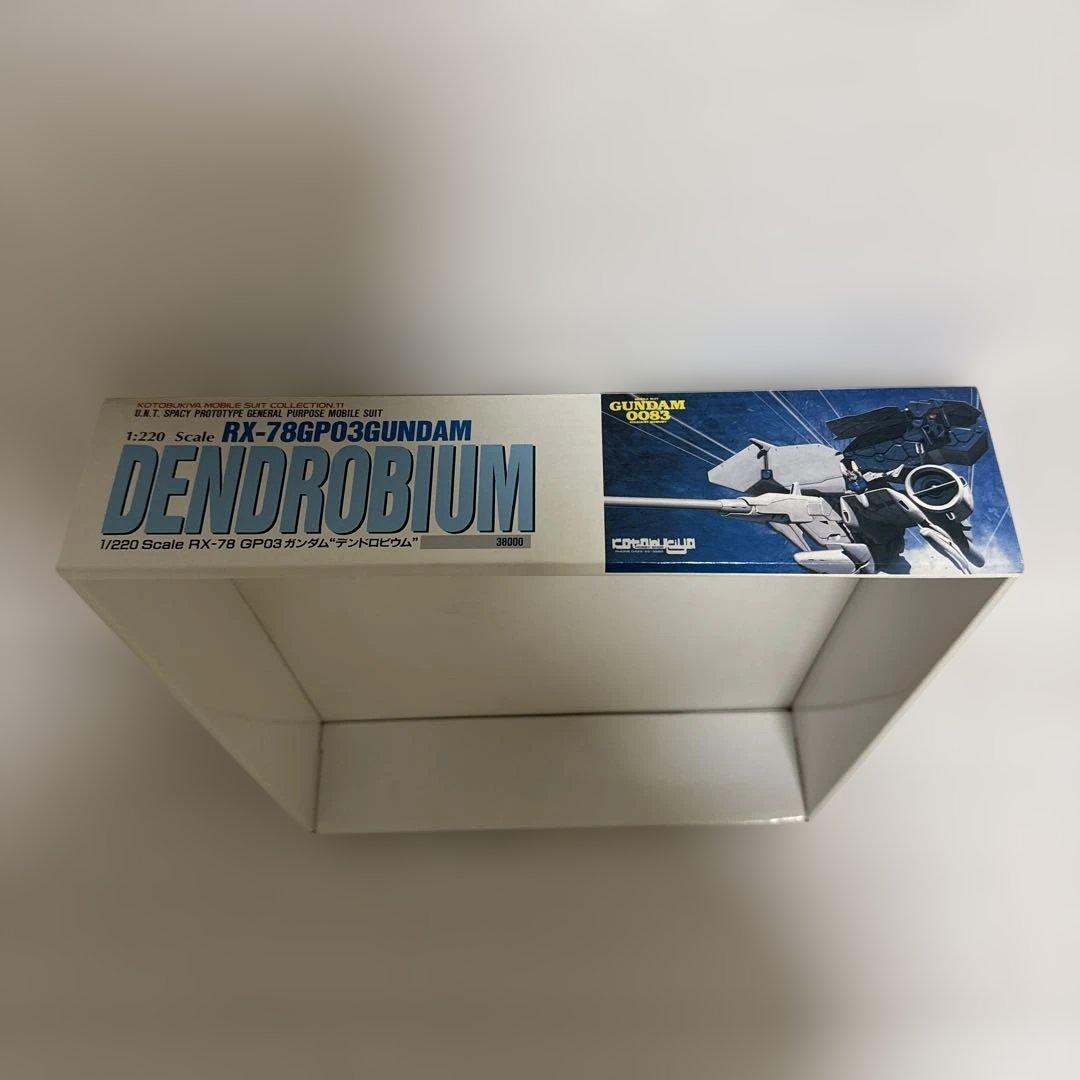 KOTOBUKIYA MOBILE SUIT COLLECTION.11
U.N.T. SPACY PROTOTYPE GENERAL PURPOSE MOBILE SUIT
1:220 Scale RX-78GP03GUNDAM
DENDROBIUM
1/220 Scale RX-78 GP03 ガンダム“デンドロビウム”
38000
GUNDAM
0083
Kotobukiya